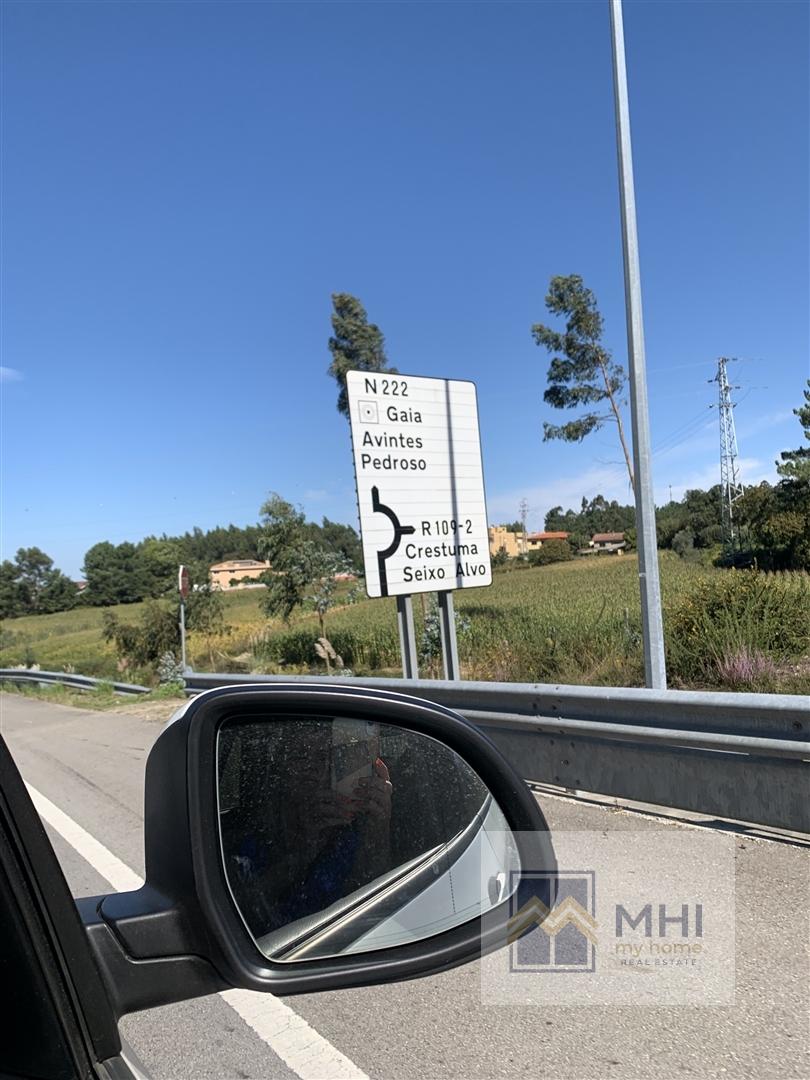 N 222
Gaia
Avintes
Pedroso
R 109-2
Crestuma
Seixo Alvo
MHI
my home
REAL ESTATE